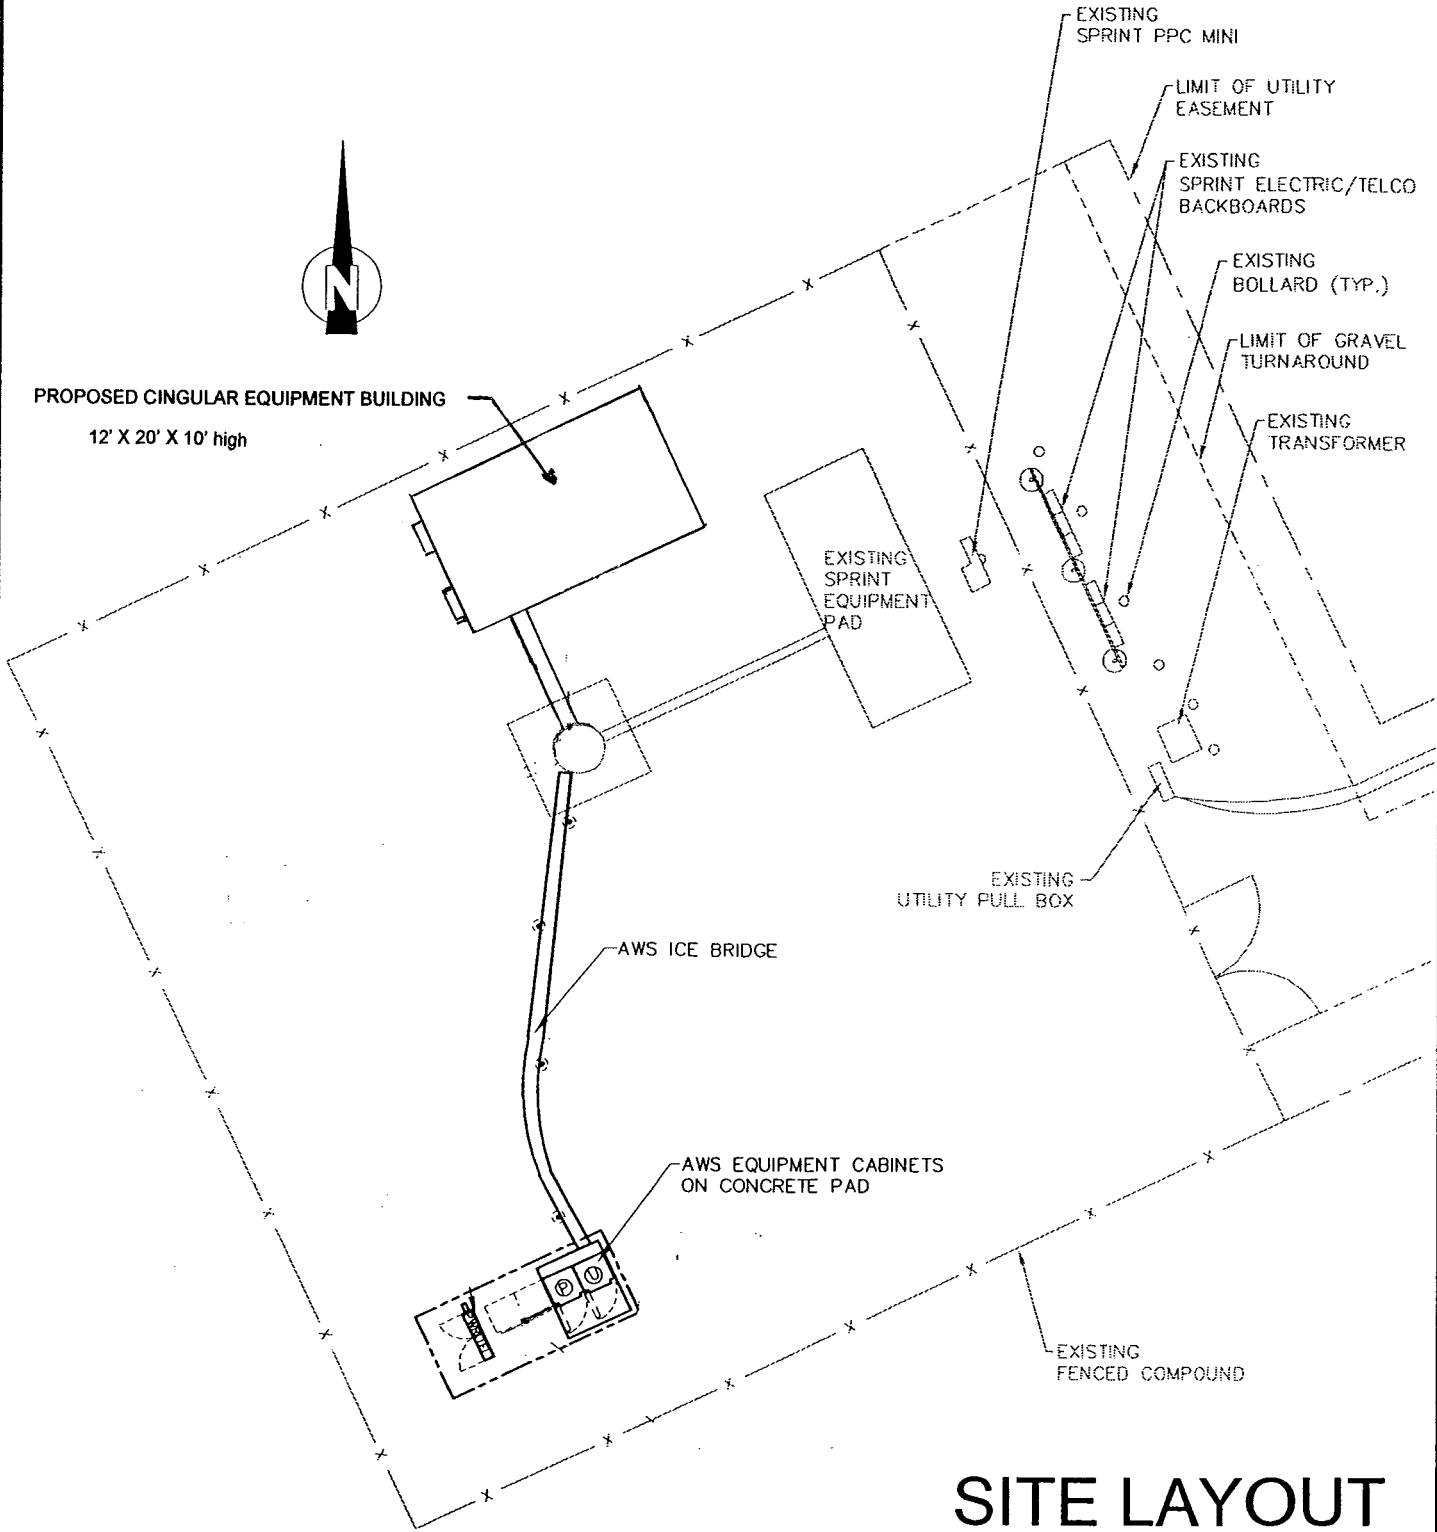 EXISTING
SPRINT PPC MINI
LIMIT OF UTILITY
EASEMENT
EXISTING
SPRINT ELECTRIC/TELCO
BACKBOARDS
EXISTING
BOLLARD (TYP.)
LIMIT OF GRAVEL
TURNAROUND
EXISTING
TRANSFORMER
N
PROPOSED CINGULAR EQUIPMENT BUILDING
12' X 20' X 10' high
EXISTING
SPRINT
EQUIPMENT
PAD
EXISTING
UTILITY PULL BOX
AWS ICE BRIDGE
AWS EQUIPMENT CABINETS
ON CONCRETE PAD
P
U
EXISTING
FENCED COMPOUND
SITE LAYOUT